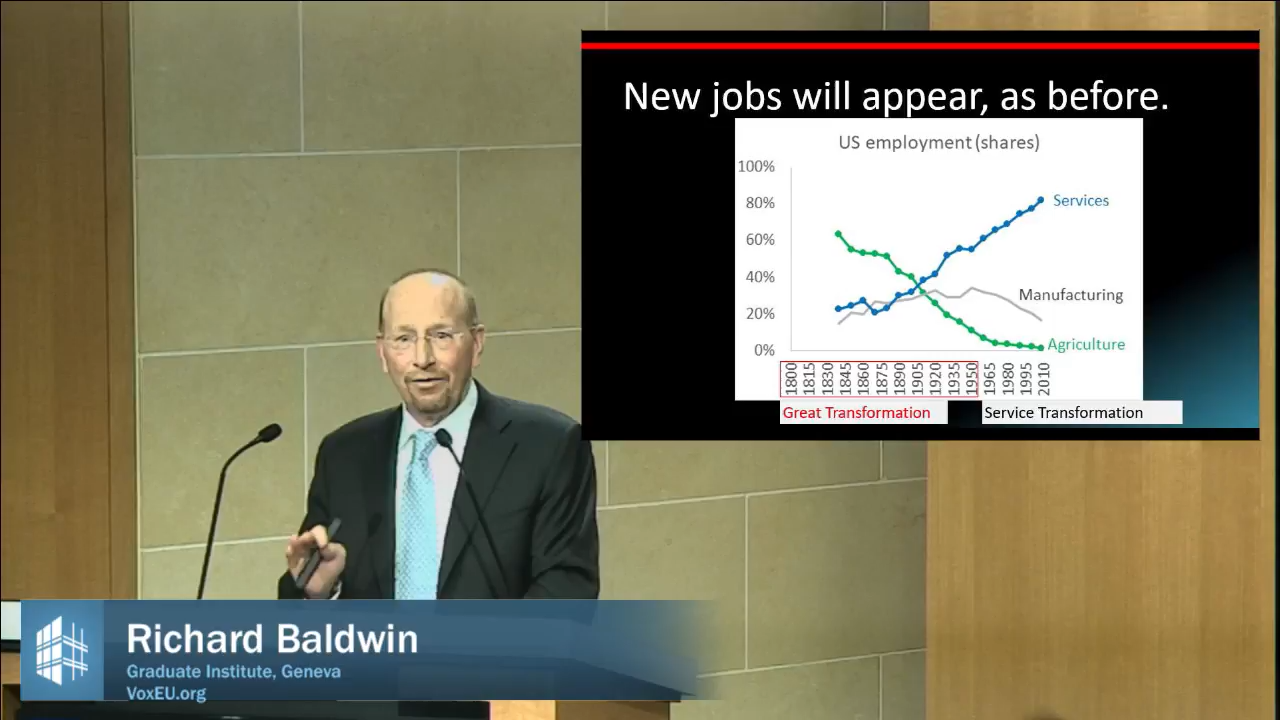 New jobs will appear, as before.
US employment (shares)
100%
80%
60%
40%
20%
0%
Services
Manufacturing
Agriculture
1800 1815 1830 1845 1860 1875 1890 1905 1920 1935 1950 1965 1980 1995 2010
Great Transformation
Service Transformation
Richard Baldwin
Graduate Institute, Geneva
VoxEU.org